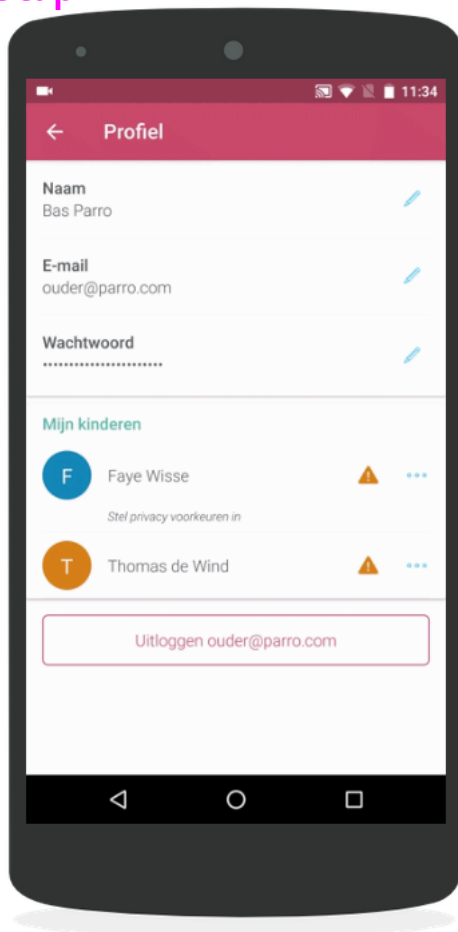 11:34
Profiel
Naam
Bas Parro
E-mail
ouder@parro.com
Wachtwoord
•••••••••••••••••••••••
Mijn kinderen
F Faye Wisse
Stel privacy voorkeuren in
T Thomas de Wind
Uitloggen ouder@parro.com